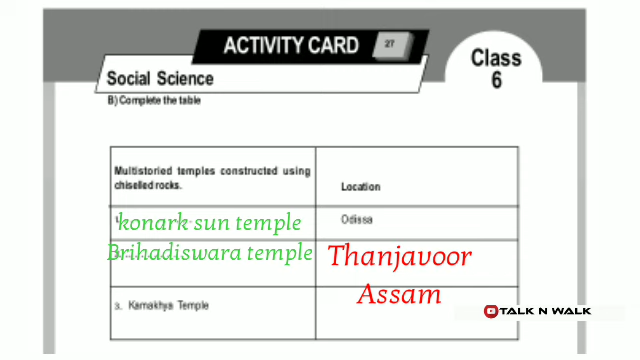 ACTIVITY CARD 27
Class
6
Social Science
B) Complete the table
Multistoried temples constructed using
chiselled rocks.
Location
1. konark sun temple
Odissa
Brihadiswara temple
Thanjavoor
3. Kamakhya Temple
Assam
TALK N WALK